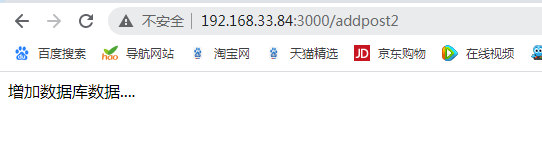 不安全 192.168.33.84:3000/addpost2
百度搜索 hao 导航网站 淘宝网 天猫精选 JD 京东购物 在线视频
增加数据库数据....